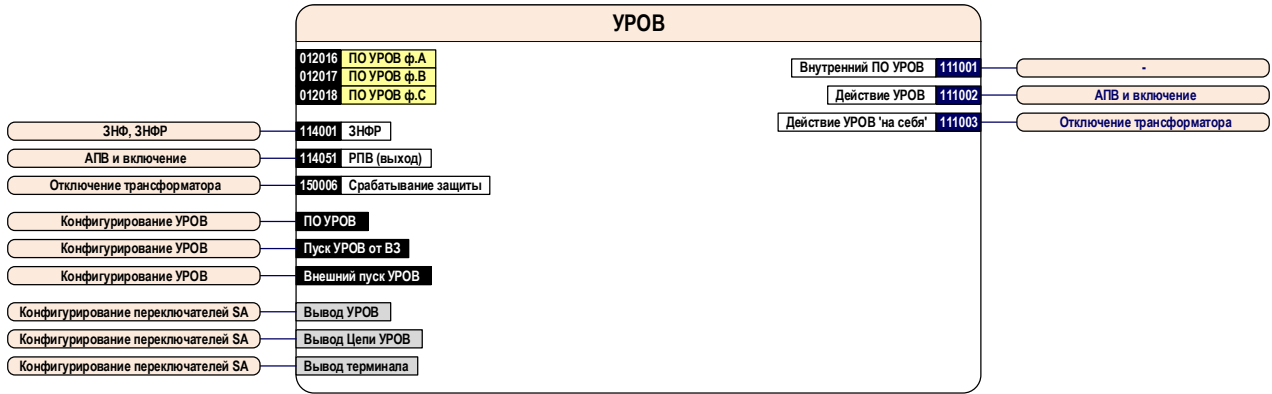 УРОВ
012016 ПО УРОВ ф.А
012017 ПО УРОВ ф.В
012018 ПО УРОВ ф.С
Внутренний ПО УРОВ 111001 -
Действие УРОВ 111002 АПВ и включение
Действие УРОВ 'на себя' 111003 Отключение трансформатора
ЗНФ, ЗНФР 114001 ЗНФР
АПВ и включение 114051 РПВ (выход)
Отключение трансформатора 150006 Срабатывание защиты
Конфигурирование УРОВ ПО УРОВ
Конфигурирование УРОВ Пуск УРОВ от ВЗ
Конфигурирование УРОВ Внешний пуск УРОВ
Конфигурирование переключателей SA Вывод УРОВ
Конфигурирование переключателей SA Вывод Цепи УРОВ
Конфигурирование переключателей SA Вывод терминала